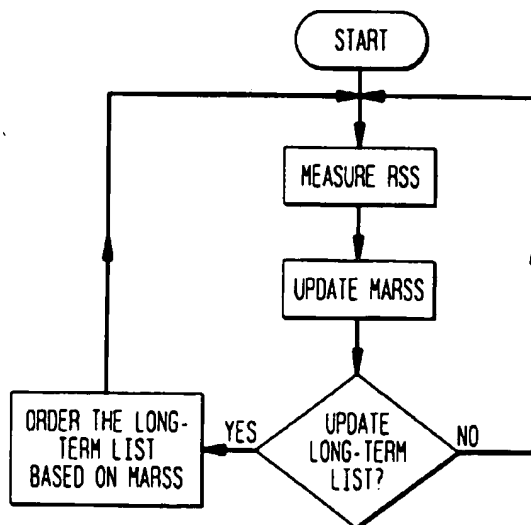 START
MEASURE RSS
UPDATE MARSS
UPDATE
LONG-TERM
LIST?
YES
NO
ORDER THE LONG-
TERM LIST
BASED ON MARSS